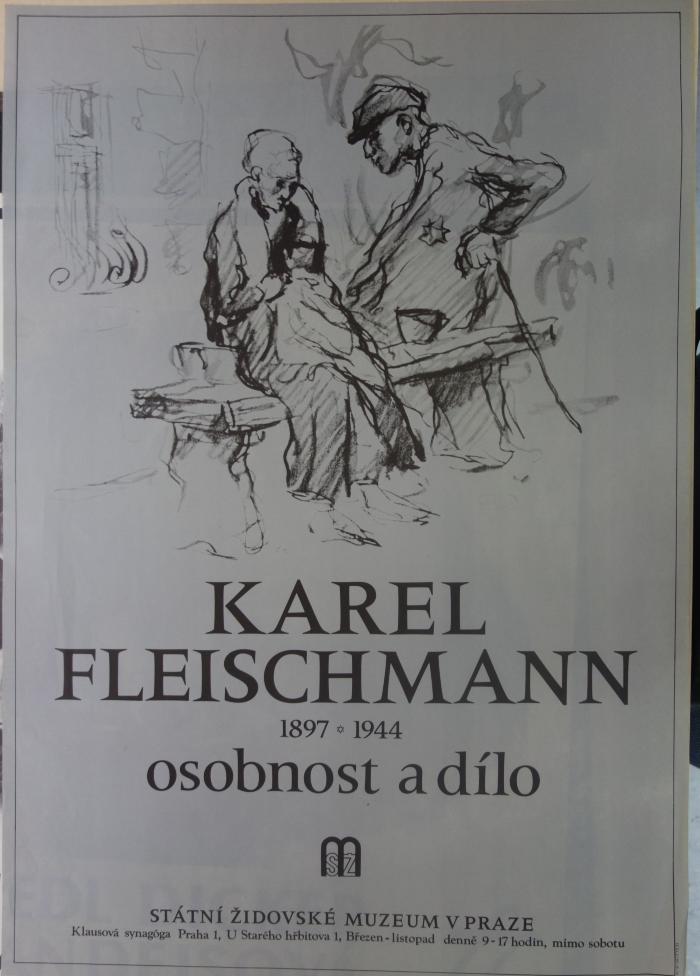 KAREL
FLEISCHMANN
1897 ✡ 1944
osobnost a dílo
SŽM
STÁTNÍ ŽIDOVSKÉ MUZEUM V PRAZE
Klausová synagóga Praha 1, U Starého hřbitova 1, Březen - listopad denně 9 - 17 hodin, mimo sobotu